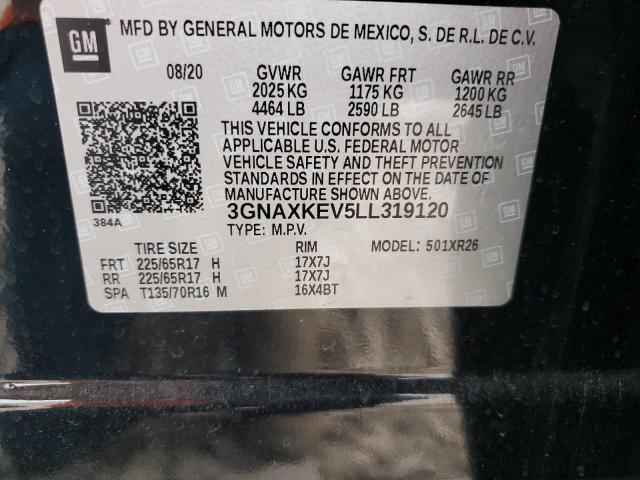 GM
MFD BY GENERAL MOTORS DE MEXICO, S. DE R.L. DE C.V.
08/20 GVWR GAWR FRT GAWR RR
2025 KG 1175 KG 1200 KG
4464 LB 2590 LB 2645 LB
THIS VEHICLE CONFORMS TO ALL
APPLICABLE U.S. FEDERAL MOTOR
VEHICLE SAFETY AND THEFT PREVENTION
STANDARDS IN EFFECT ON THE DATE OF
MANUFACTURE SHOWN ABOVE.
384A
3GNAXKEV5LL319120
TYPE: M.P.V.
TIRE SIZE RIM MODEL: 501XR26
FRT 225/65R17 H 17X7J
RR 225/65R17 H 17X7J
SPA T135/70R16 M 16X4BT